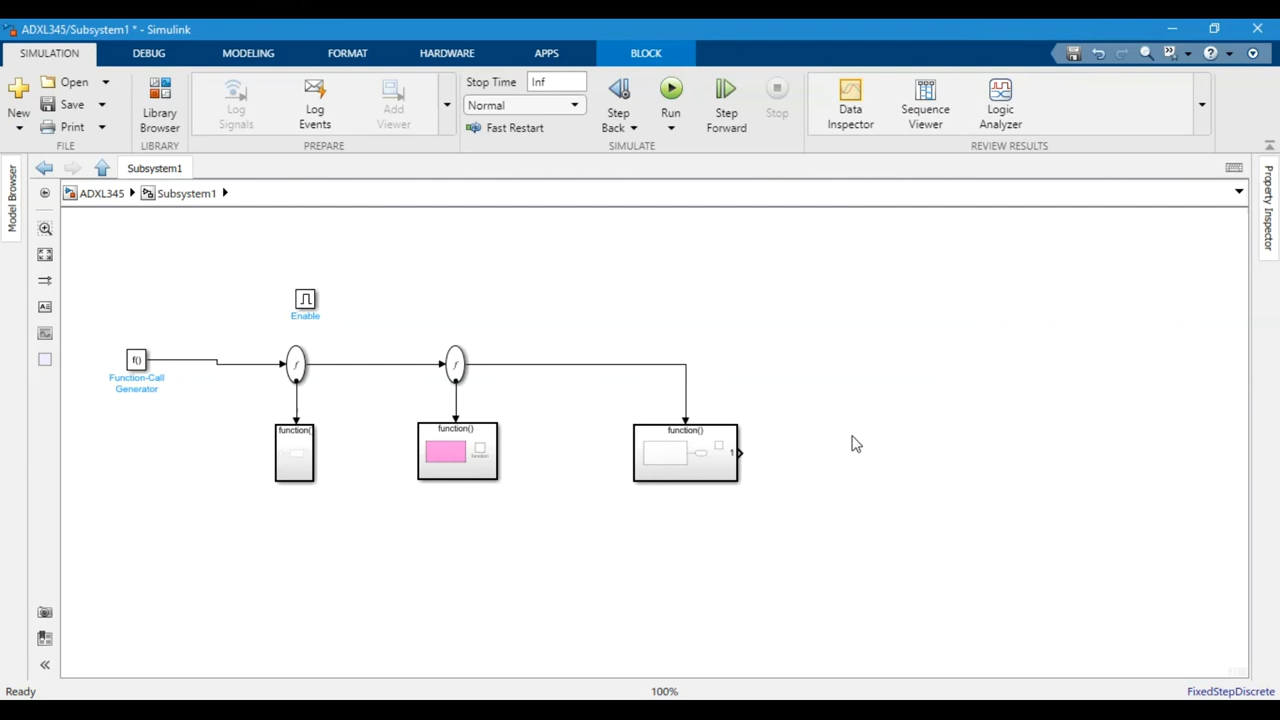 ADXL345/Subsystem1 * - Simulink
SIMULATION
DEBUG
MODELING
FORMAT
HARDWARE
APPS
BLOCK
New
Open
Save
Print
FILE
Library
Browser
LIBRARY
Log
Signals
Log
Events
Add
Viewer
PREPARE
Stop Time
Inf
Normal
Fast Restart
Step
Back
Run
Step
Forward
Stop
SIMULATE
Data
Inspector
Sequence
Viewer
Logic
Analyzer
REVIEW RESULTS
Model Browser
Subsystem1
ADXL345
Subsystem1
Property Inspector
Enable
f()
Function-Call
Generator
f
f
function()
function()
function
function()
1
Ready
100%
FixedStepDiscrete